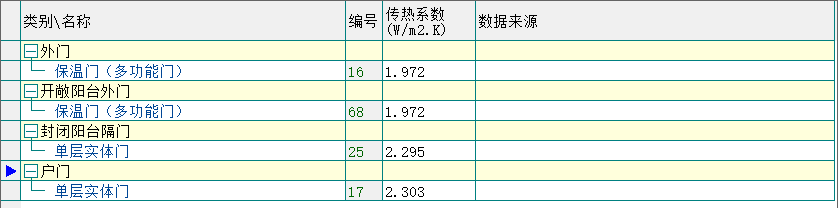 类别\名称 编号 传热系数 (W/m2.K) 数据来源
外门
保温门（多功能门） 16 1.972
开敞阳台外门
保温门（多功能门） 68 1.972
封闭阳台隔门
单层实体门 25 2.295
户门
单层实体门 17 2.303